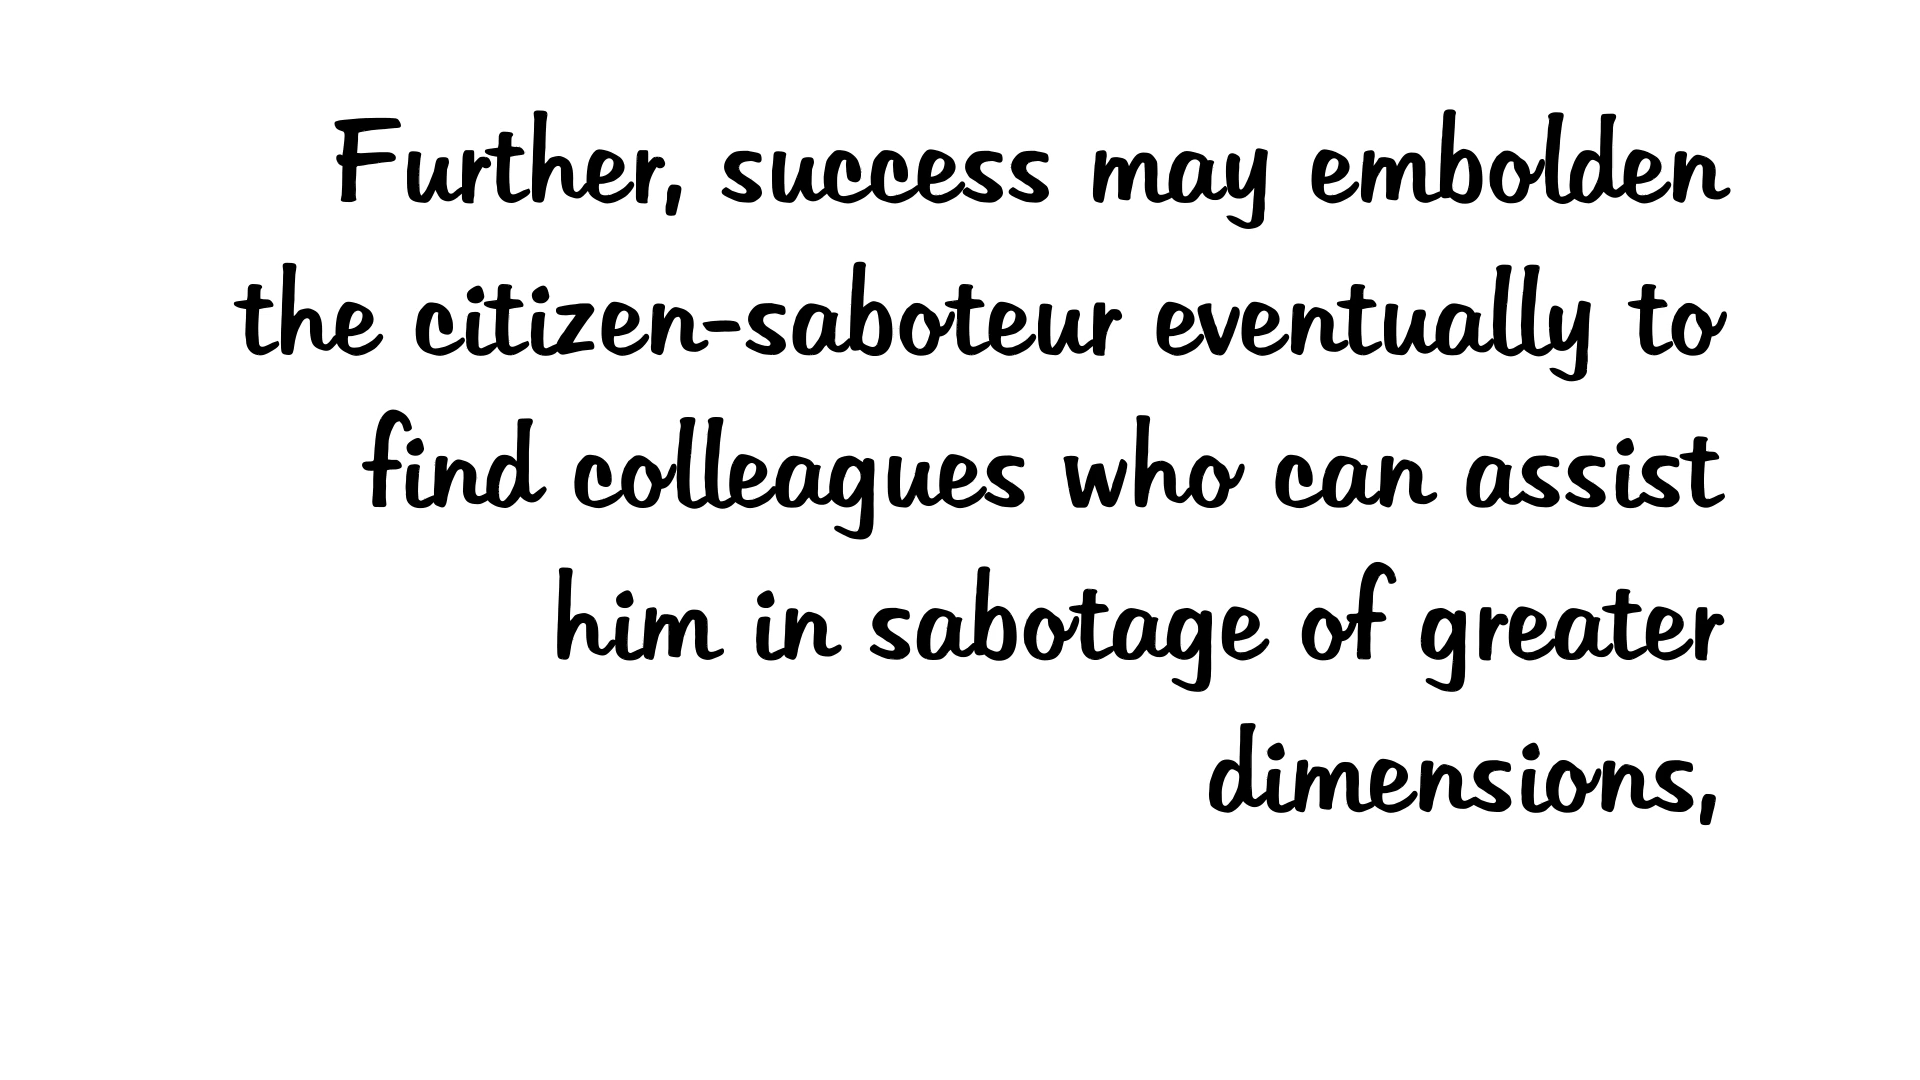 Further, success may embolden
the citizen-saboteur eventually to
find colleagues who can assist
him in sabotage of greater
dimensions,